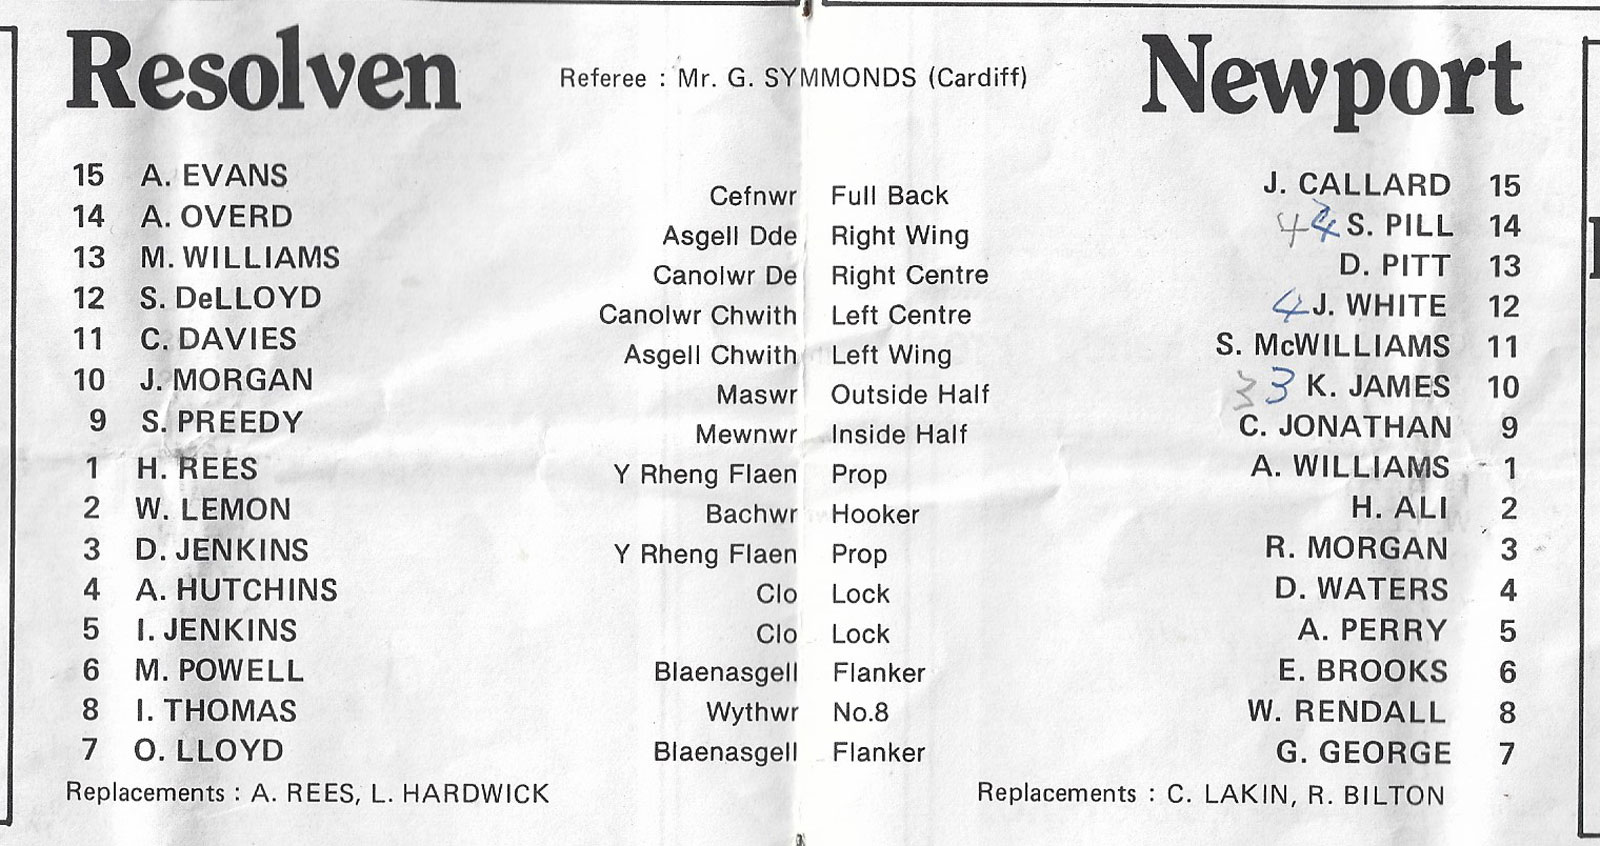 Resolven
Referee : Mr. G. SYMMONDS (Cardiff)
Newport
15 A. EVANS Cefnwr Full Back J. CALLARD 15
14 A. OVERD Asgell Dde Right Wing 4 4 S. PILL 14
13 M. WILLIAMS Canolwr De Right Centre D. PITT 13
12 S. DeLLOYD Canolwr Chwith Left Centre 4 J. WHITE 12
11 C. DAVIES Asgell Chwith Left Wing S. McWILLIAMS 11
10 J. MORGAN Maswr Outside Half 3 3 K. JAMES 10
9 S. PREEDY Mewnwr Inside Half C. JONATHAN 9
1 H. REES Y Rheng Flaen Prop A. WILLIAMS 1
2 W. LEMON Bachwr Hooker H. ALI 2
3 D. JENKINS Y Rheng Flaen Prop R. MORGAN 3
4 A. HUTCHINS Clo Lock D. WATERS 4
5 I. JENKINS Clo Lock A. PERRY 5
6 M. POWELL Blaenasgell Flanker E. BROOKS 6
8 I. THOMAS Wythwr No.8 W. RENDALL 8
7 O. LLOYD Blaenasgell Flanker G. GEORGE 7
Replacements : A. REES, L. HARDWICK
Replacements : C. LAKIN, R. BILTON